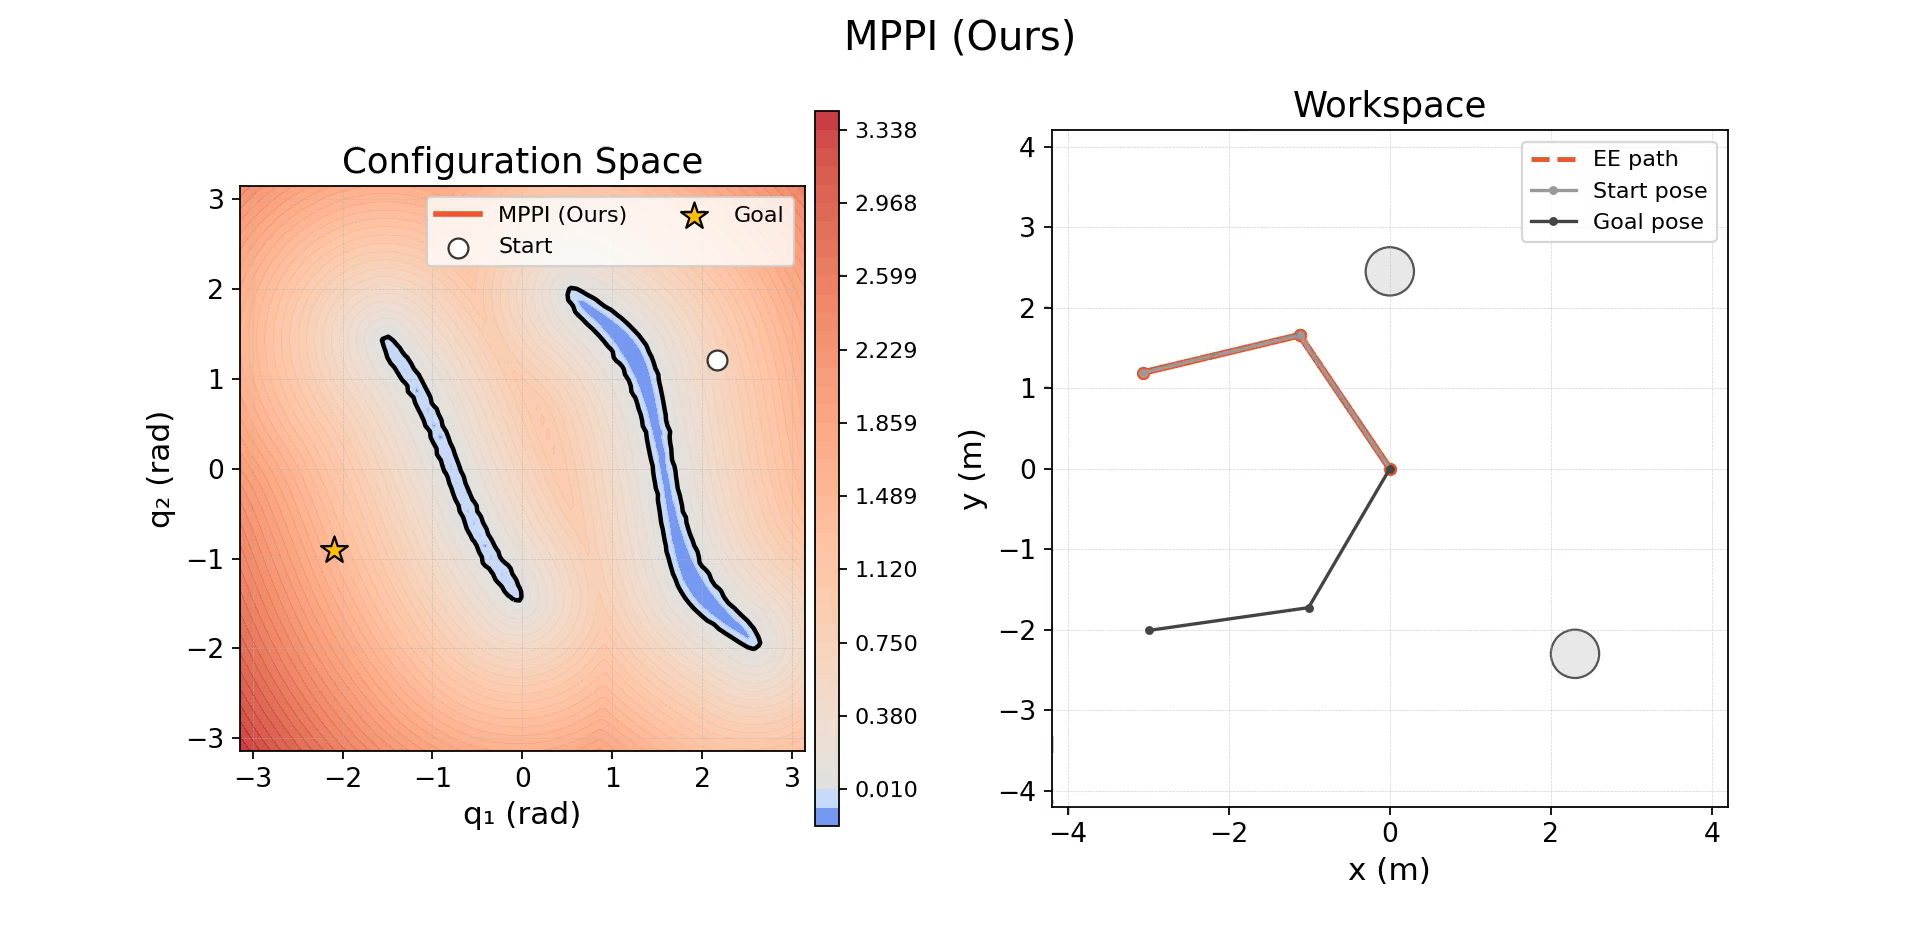 MPPI (Ours)
Configuration Space
MPPI (Ours)
Start
Goal
3
2
1
0
−1
−2
−3
q₂ (rad)
−3 −2 −1 0 1 2 3
q₁ (rad)
3.338
2.968
2.599
2.229
1.859
1.489
1.120
0.750
0.380
0.010
Workspace
EE path
Start pose
Goal pose
4
3
2
1
0
−1
−2
−3
−4
y (m)
−4 −2 0 2 4
x (m)